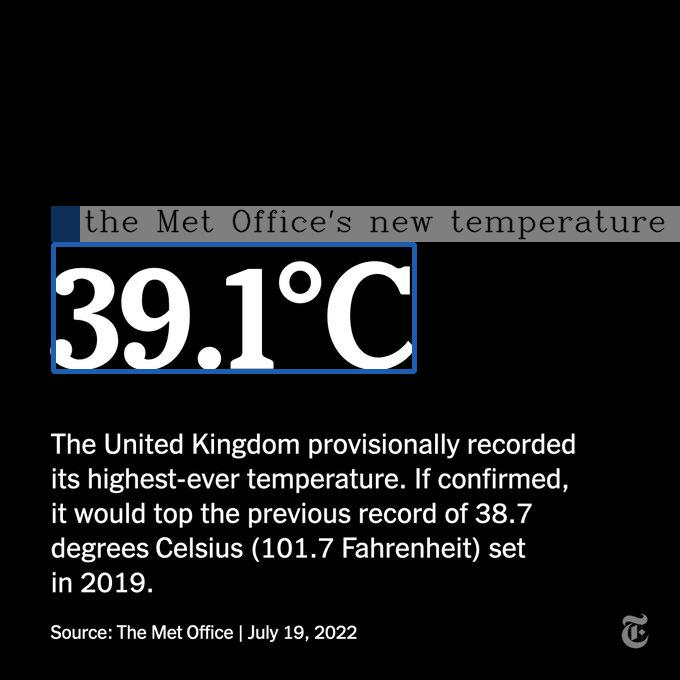 the Met Office's new temperature
39.1°C
The United Kingdom provisionally recorded
its highest-ever temperature. If confirmed,
it would top the previous record of 38.7
degrees Celsius (101.7 Fahrenheit) set
in 2019.
Source: The Met Office | July 19, 2022
T